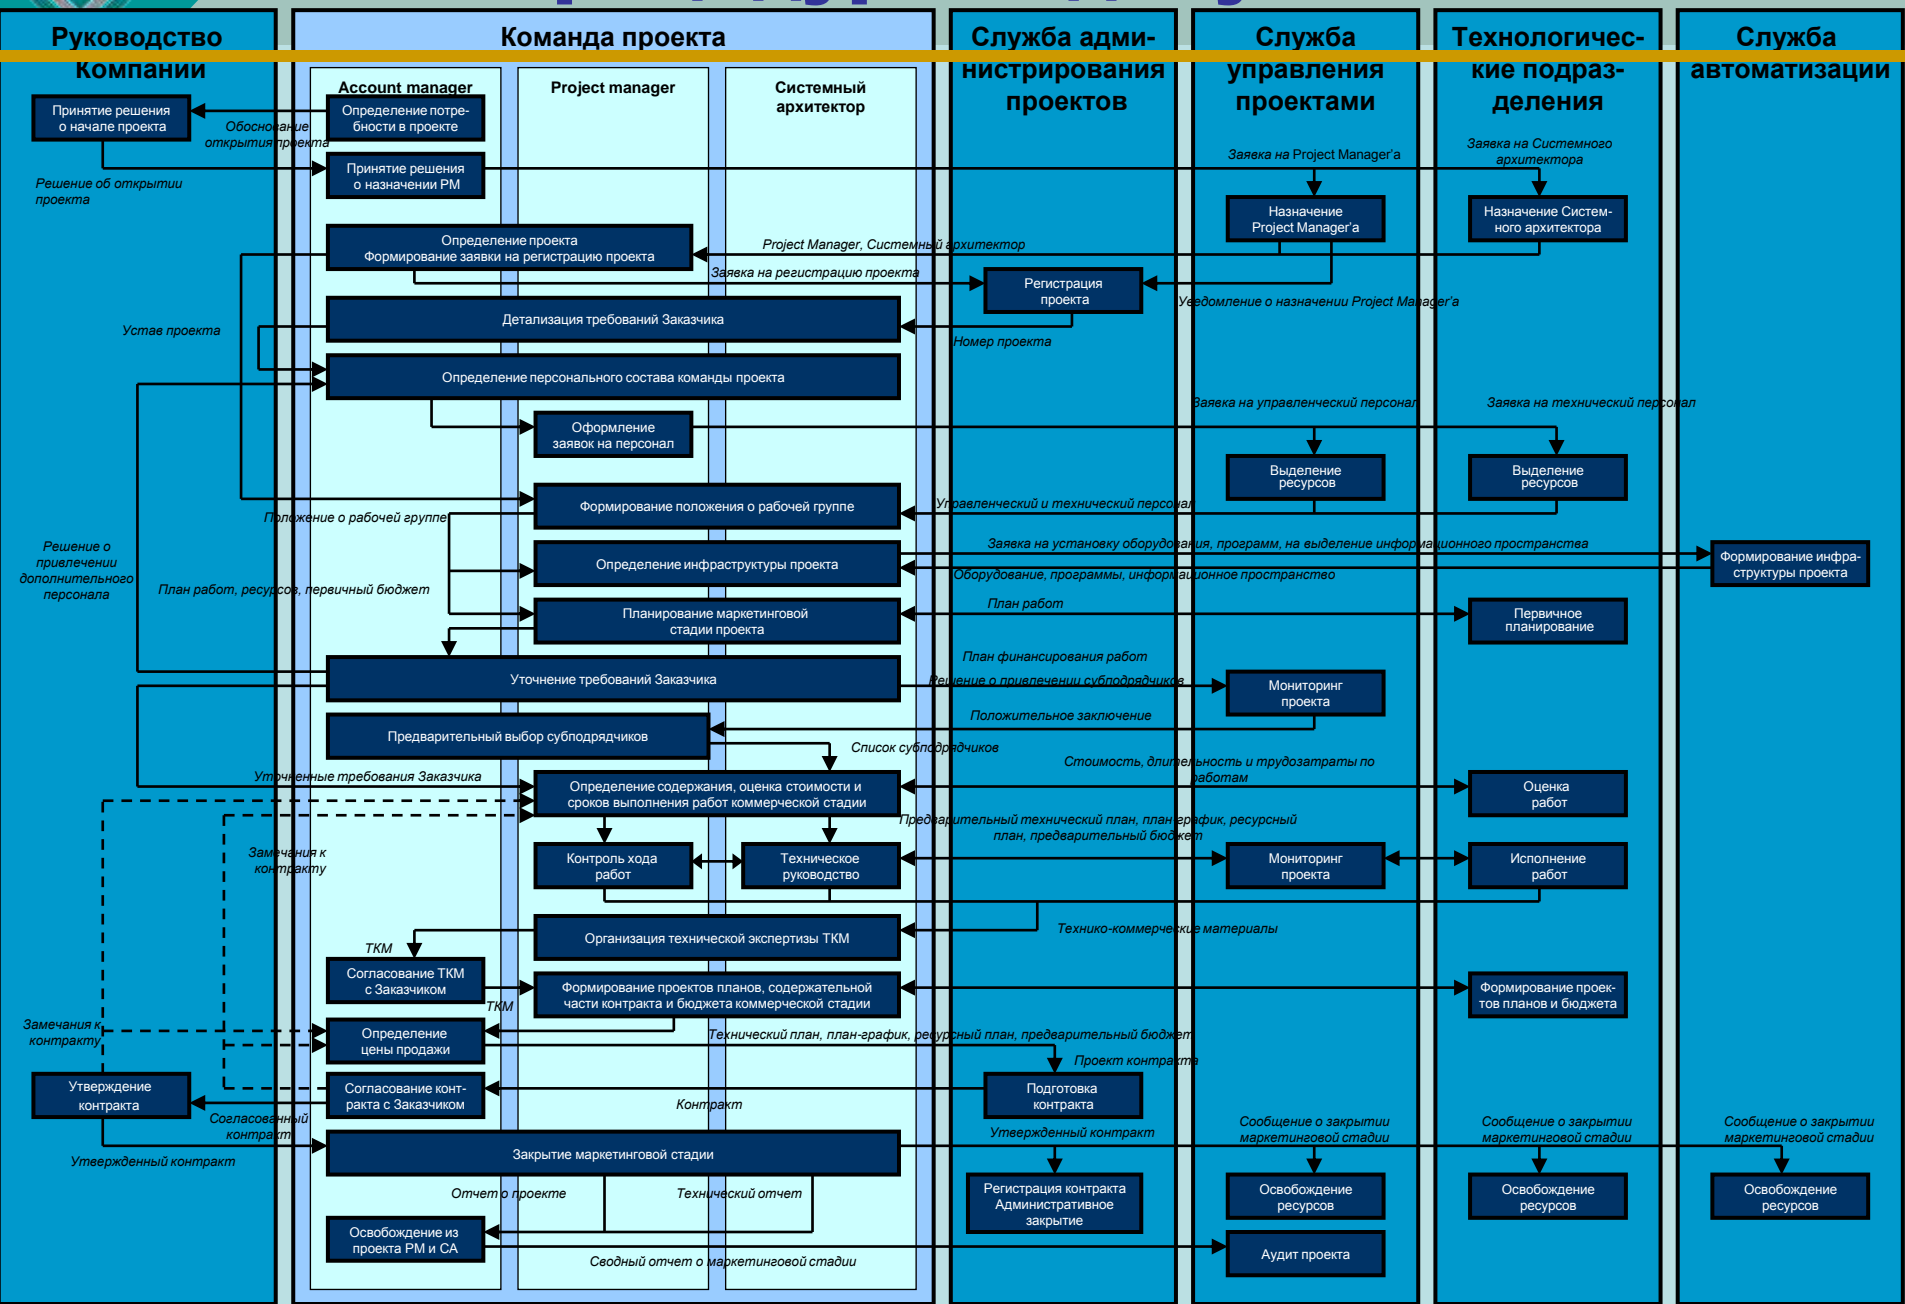 Руководство
Компании
Команда проекта
Служба адми-
нистрирования
проектов
Служба
управления
проектами
Технологичес-
кие подраз-
деления
Служба
автоматизации
Account manager
Project manager
Системный
архитектор
Принятие решения
о начале проекта
Обоснование
открытия проекта
Определение потре-
бности в проекте
Решение об открытии
проекта
Принятие решения
о назначении PM
Заявка на Project Manager'а
Заявка на Системного
архитектора
Назначение
Project Manager'а
Назначение Систем-
ного архитектора
Определение проекта
Формирование заявки на регистрацию проекта
Project Manager, Системный архитектор
Заявка на регистрацию проекта
Регистрация
проекта
Уведомление о назначении Project Manager'а
Устав проекта
Детализация требований Заказчика
Номер проекта
Определение персонального состава команды проекта
Заявка на управленческий персонал
Заявка на технический персонал
Оформление
заявок на персонал
Выделение
ресурсов
Выделение
ресурсов
Формирование положения о рабочей группе
Управленческий и технический персонал
Положение о рабочей группе
Решение о
привлечении
дополнительного
персонала
Определение инфраструктуры проекта
Заявка на установку оборудования, программ, на выделение информационного пространства
Оборудование, программы, информационное пространство
Формирование инфра-
структуры проекта
План работ, ресурсов, первичный бюджет
Планирование маркетинговой
стадии проекта
План работ
Первичное
планирование
Уточнение требований Заказчика
План финансирования работ
Решение о привлечении субподрядчиков
Мониторинг
проекта
Предварительный выбор субподрядчиков
Положительное заключение
Список субподрядчиков
Уточненные требования Заказчика
Определение содержания, оценка стоимости и
сроков выполнения работ коммерческой стадии
Стоимость, длительность и трудозатраты по
работам
Оценка
работ
Предварительный технический план, план-график, ресурсный
план, предварительный бюджет
Замечания к
контракту
Контроль хода
работ
Техническое
руководство
Мониторинг
проекта
Исполнение
работ
Организация технической экспертизы ТКМ
Технико-коммерческие материалы
ТКМ
Согласование ТКМ
с Заказчиком
Формирование проектов планов, содержательной
части контракта и бюджета коммерческой стадии
Формирование проек-
тов планов и бюджета
ТКМ
Замечания к
контракту
Определение
цены продажи
Технический план, план-график, ресурсный план, предварительный бюджет
Проект контракта
Утверждение
контракта
Согласование конт-
ракта с Заказчиком
Контракт
Подготовка
контракта
Согласованный
контракт
Утвержденный контракт
Закрытие маркетинговой стадии
Утвержденный контракт
Сообщение о закрытии
маркетинговой стадии
Сообщение о закрытии
маркетинговой стадии
Сообщение о закрытии
маркетинговой стадии
Отчет о проекте
Технический отчет
Регистрация контракта
Административное
закрытие
Освобождение
ресурсов
Освобождение
ресурсов
Освобождение
ресурсов
Освобождение из
проекта PM и СА
Сводный отчет о маркетинговой стадии
Аудит проекта